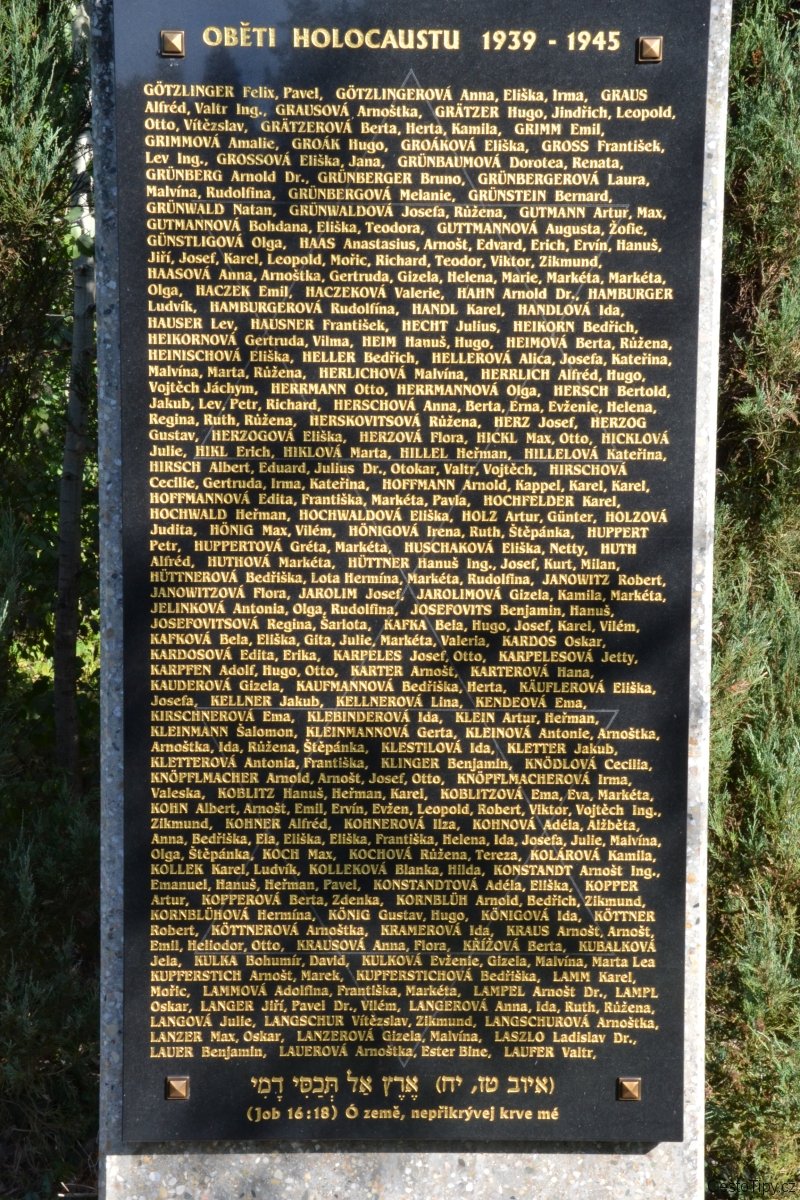 OBĚTI HOLOCAUSTU 1939 - 1945
GÖTZLINGER Felix, Pavel, GÖTZLINGEROVÁ Anna, Eliška, Irma, GRAUS
Alfréd, Valtr Ing., GRAUSOVÁ Arnoštka, GRÄTZER Hugo, Jindřich, Leopold,
Otto, Vítězslav, GRÄTZEROVÁ Berta, Herta, Kamila, GRIMM Emil,
GRIMMOVÁ Amalie, GROÁK Hugo, GROÁKOVÁ Eliška, GROSS František,
Lev Ing., GROSSOVÁ Eliška, Jana, GRÜNBAUMOVÁ Dorotea, Renata,
GRÜNBERG Arnold Dr., GRÜNBERGER Bruno, GRÜNBERGEROVÁ Laura,
Malvína, Rudolfina, GRÜNBERGOVÁ Melanie, GRÜNSTEIN Bernard,
GRÜNWALD Natan, GRÜNWALDOVÁ Josefa, Růžena, GUTMANN Artur, Max,
GUTMANNOVÁ Bohdana, Eliška, Teodora, GUTTMANNOVÁ Augusta, Žofie,
GÜNSTLIGOVÁ Olga, HAAS Anastasius, Arnošt, Edvard, Erich, Ervín, Hanuš,
Jiří, Josef, Karel, Leopold, Mořic, Richard, Teodor, Viktor, Zikmund,
HAASOVÁ Anna, Arnoštka, Gertruda, Gizela, Helena, Marie, Markéta, Markéta,
Olga, HACZEK Emil, HACZEKOVÁ Valerie, HAHN Arnold Dr., HAMBURGER
Ludvík, HAMBURGEROVÁ Rudolfína, HANDL Karel, HANDLOVÁ Ida,
HAUSER Lev, HAUSNER František, HECHT Julius, HEIKORN Bedřich,
HEIKORNOVÁ Gertruda, Vilma, HEIM Hanuš, Hugo, HEIMOVÁ Berta, Růžena,
HEINISCHOVÁ Eliška, HELLER Bedřich, HELLEROVÁ Alica, Josefa, Kateřina,
Malvína, Marta, Růžena, HERLICHOVÁ Malvína, HERRLICH Alfréd, Hugo,
Vojtěch Jáchym, HERRMANN Otto, HERRMANNOVÁ Olga, HERSCH Bertold,
Jakub, Lev, Petr, Richard, HERSCHOVÁ Anna, Berta, Erna, Evženie, Helena,
Regina, Ruth, Růžena, HERSKOVITSOVÁ Růžena, HERZ Josef, HERZOG
Gustav, HERZOGOVÁ Eliška, HERZOVÁ Flora, HICKL Max, Otto, HICKLOVÁ
Julie, HIKL Erich, HIKLOVÁ Marta, HILLEL Heřman, HILLELOVÁ Kateřina,
HIRSCH Albert, Eduard, Julius Dr., Otokar, Valtr, Vojtěch, HIRSCHOVÁ
Cecilie, Gertruda, Irma, Kateřina, HOFFMANN Arnold, Kappel, Karel, Karel,
HOFFMANNOVÁ Edita, Františka, Markéta, Pavla, HOCHFELDER Karel,
HOCHWALD Heřman, HOCHWALDOVÁ Eliška, HOLZ Artur, Günter, HOLZOVÁ
Judita, HÖNIG Max, Vilém, HÖNIGOVÁ Irena, Ruth, Štěpánka, HUPPERT
Petr, HUPPERTOVÁ Gréta, Markéta, HUSCHAKOVÁ Eliška, Netty, HUTH
Alfréd, HUTHOVÁ Markéta, HÜTTNER Hanuš Ing., Josef, Kurt, Milan,
HÜTTNEROVÁ Bedřiška, Lota Hermína, Markéta, Rudolfina, JANOWITZ Robert,
JANOWITZOVÁ Flora, JAROLIM Josef, JAROLIMOVÁ Gizela, Kamila, Markéta,
JELINKOVÁ Antonia, Olga, Rudolfina, JOSEFOVITS Benjamin, Hanuš,
JOSEFOVITSOVÁ Regina, Šarlota, KAFKA Bela, Hugo, Josef, Karel, Vilém,
KAFKOVÁ Bela, Eliška, Gita, Julie, Markéta, Valeria, KARDOS Oskar,
KARDOSOVÁ Edita, Erika, KARPELES Josef, Otto, KARPELESOVÁ Jetty,
KARPFEN Adolf, Hugo, Otto, KARTER Arnošt, KARTEROVÁ Hana,
KAUDEROVÁ Gizela, KAUFMANNOVÁ Bedřiška, Herta, KÄUFLEROVÁ Eliška,
Josefa, KELLNER Jakub, KELLNEROVÁ Lina, KENDEOVÁ Ema,
KIRSCHNEROVÁ Ema, KLEBINDEROVÁ Ida, KLEIN Artur, Heřman,
KLEINMANN Šalomon, KLEINMANNOVÁ Gerta, KLEINOVÁ Antonie, Arnoštka,
Arnoštka, Ida, Růžena, Štěpánka, KLESTILOVÁ Ida, KLETTER Jakub,
KLETTEROVÁ Antonia, Františka, KLINGER Benjamin, KNÖDLOVÁ Cecilia,
KNÖPFLMACHER Arnold, Arnošt, Josef, Otto, KNÖPFLMACHEROVÁ Irma,
Valeska, KOBLITZ Hanuš, Heřman, Karel, KOBLITZOVÁ Ema, Eva, Markéta,
KOHN Albert, Arnošt, Emil, Ervín, Evžen, Leopold, Robert, Viktor, Vojtěch Ing.,
Zikmund, KOHNER Alfréd, KOHNEROVÁ Ilza, KOHNOVÁ Adéla, Alžběta,
Anna, Bedřiška, Ela, Eliška, Eliška, Františka, Helena, Ida, Josefa, Julie, Malvína,
Olga, Štěpánka, KOCH Max, KOCHOVÁ Růžena, Tereza, KOLÁROVÁ Kamila,
KOLLEK Karel, Ludvík, KOLLEKOVÁ Blanka, Hilda, KONSTANDT Arnošt Ing.,
Emanuel, Hanuš, Heřman, Pavel, KONSTANDTOVÁ Adéla, Eliška, KOPPER
Artur, KOPPEROVÁ Berta, Zdenka, KORNBLÜH Arnold, Bedřich, Zikmund,
KORNBLÜHOVÁ Hermína, KÖNIG Gustav, Hugo, KÖNIGOVÁ Ida, KÖTTNER
Robert, KÖTTNEROVÁ Arnoštka, KRAMEROVÁ Ida, KRAUS Arnošt, Arnošt,
Emil, Heliodor, Otto, KRAUSOVÁ Anna, Flora, KŘÍŽOVÁ Berta, KUBALKOVÁ
Jela, KULKA Bohumír, David, KULKOVÁ Evženie, Gizela, Malvína, Marta Lea
KUPFERSTICH Arnošt, Marek, KUPFERSTICHOVÁ Bedřiška, LAMM Karel,
Mořic, LAMMOVÁ Adolfina, Františka, Markéta, LAMPEL Arnošt Dr., LAMPL
Oskar, LANGER Jiří, Pavel Dr., Vilém, LANGEROVÁ Anna, Ida, Ruth, Růžena,
LANGOVÁ Julie, LANGSCHUR Vítězslav, Zikmund, LANGSCHUROVÁ Arnoštka,
LANZER Max, Oskar, LANZEROVÁ Gizela, Malvína, LASZLO Ladislav Dr.,
LAUER Benjamin, LAUEROVÁ Arnoštka, Ester Bine, LAUFER Valtr,
(איוב טז, יח) אֶרֶץ אַל תְּכַסִּי דָמִי
(Job 16:18) Ó země, nepřikrývej krve mé